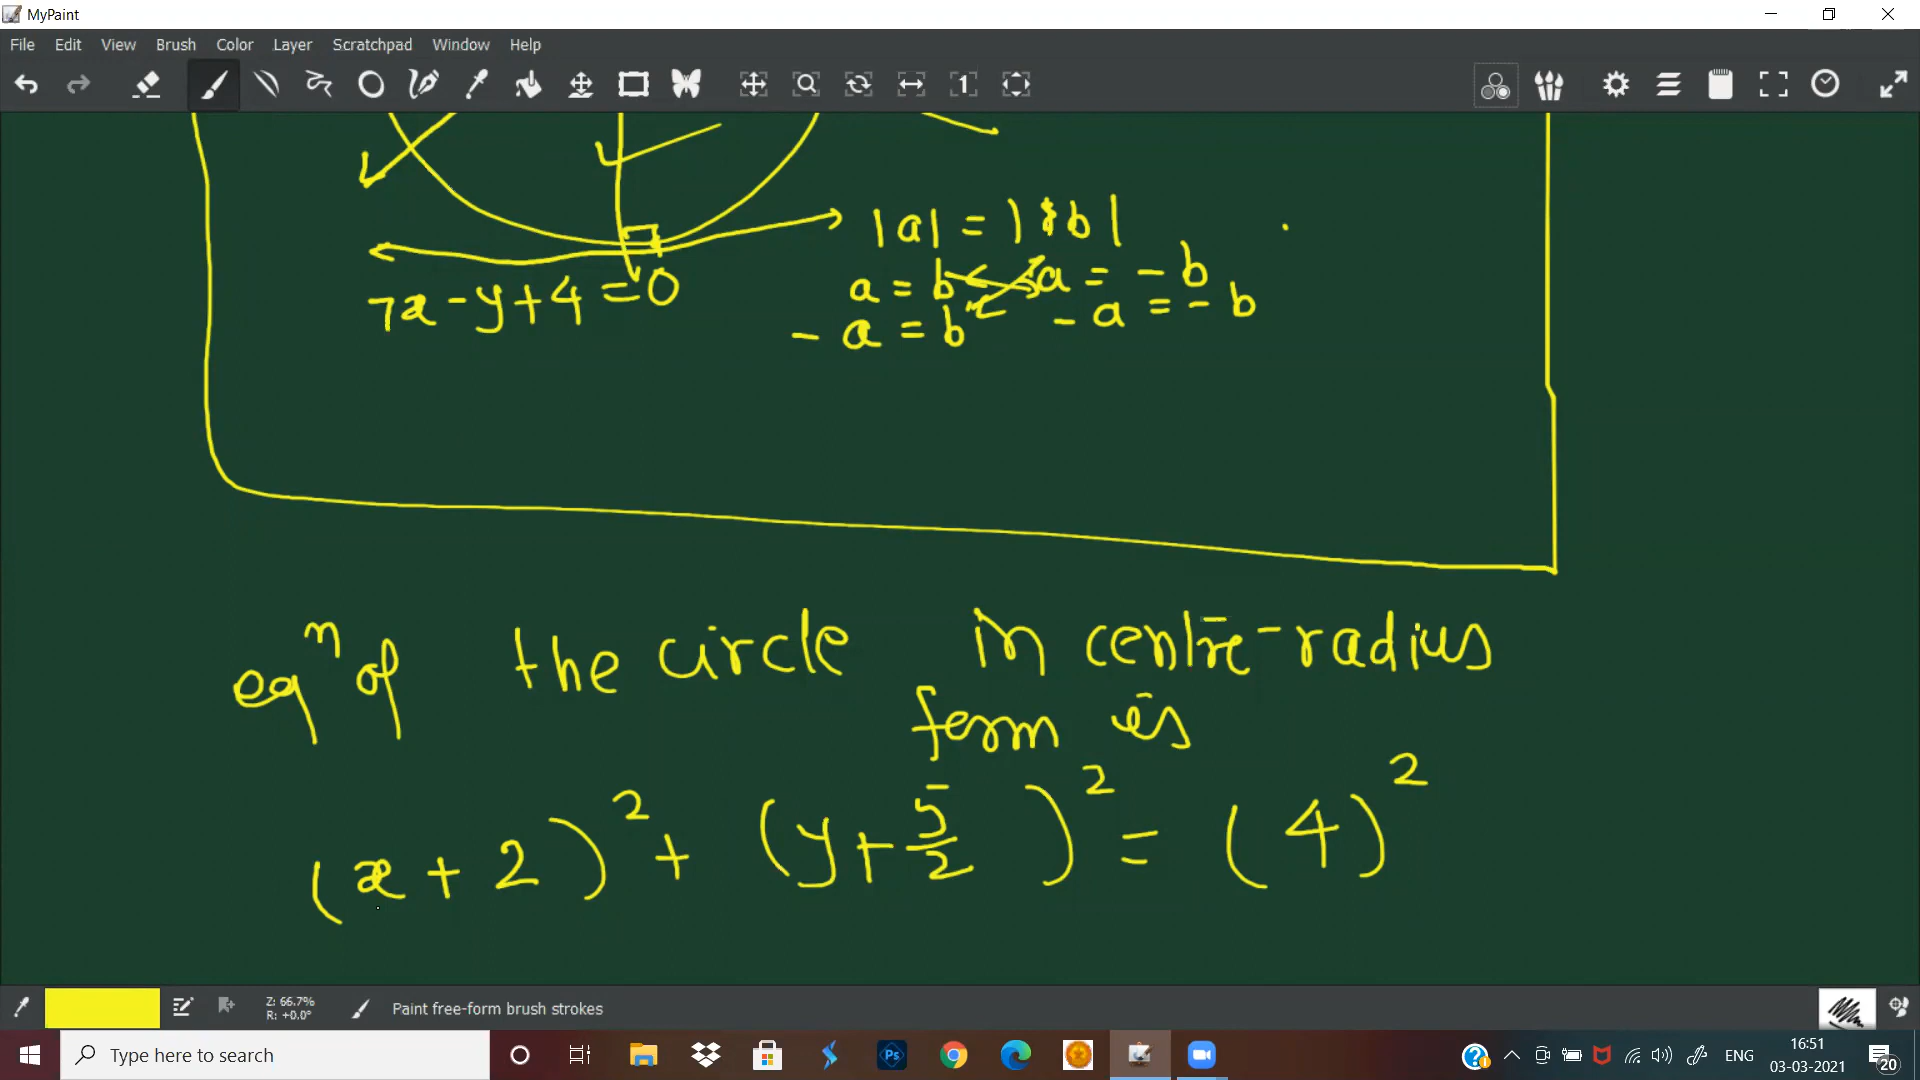 MyPaint
File Edit View Brush Color Layer Scratchpad Window Help
|a| = |$b|
a = b a = - b
- a = b - a = - b
7x - y + 4 = 0
eqⁿ of the circle in centre-radius
form is
(x + 2)² + (y + 5/2)² = (4)²
Z: 66.7%
R: +0.0°
Paint free-form brush strokes
Type here to search
Ps
ENG
16:51
03-03-2021
20